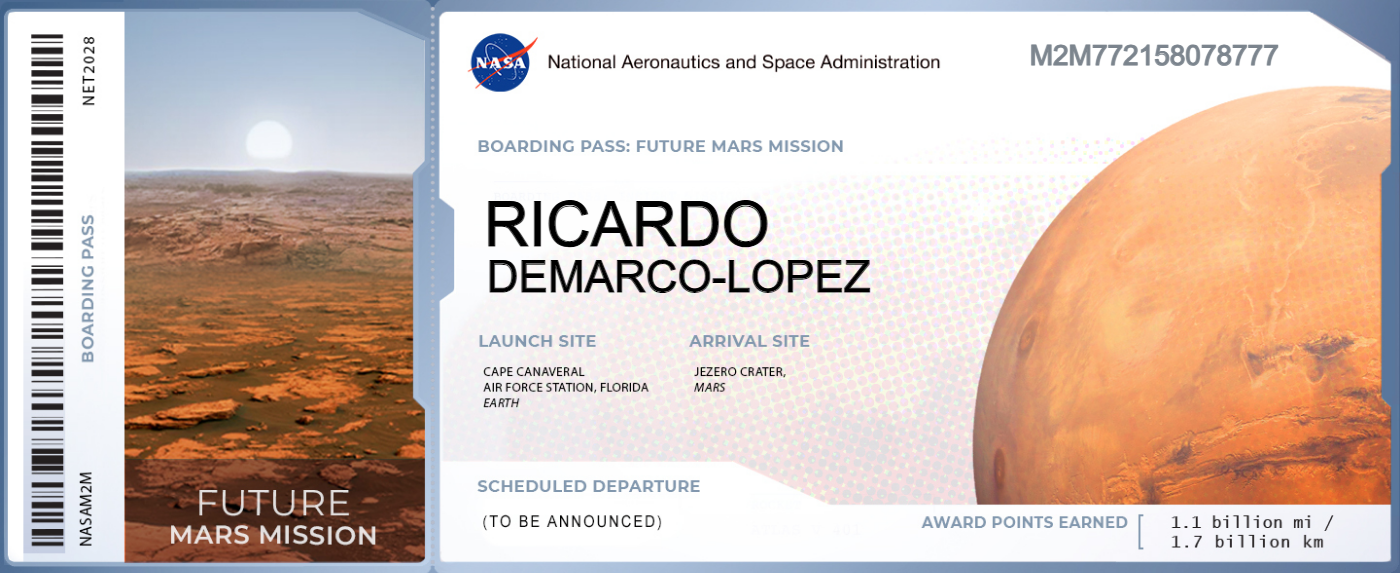 NET2028
BOARDING PASS
NASAM2M
FUTURE
MARS MISSION
NASA
National Aeronautics and Space Administration
M2M772158078777
BOARDING PASS: FUTURE MARS MISSION
RICARDO
DEMARCO-LOPEZ
LAUNCH SITE
CAPE CANAVERAL
AIR FORCE STATION, FLORIDA
EARTH
ARRIVAL SITE
JEZERO CRATER,
MARS
SCHEDULED DEPARTURE
(TO BE ANNOUNCED)
AWARD POINTS EARNED
1.1 billion mi /
1.7 billion km